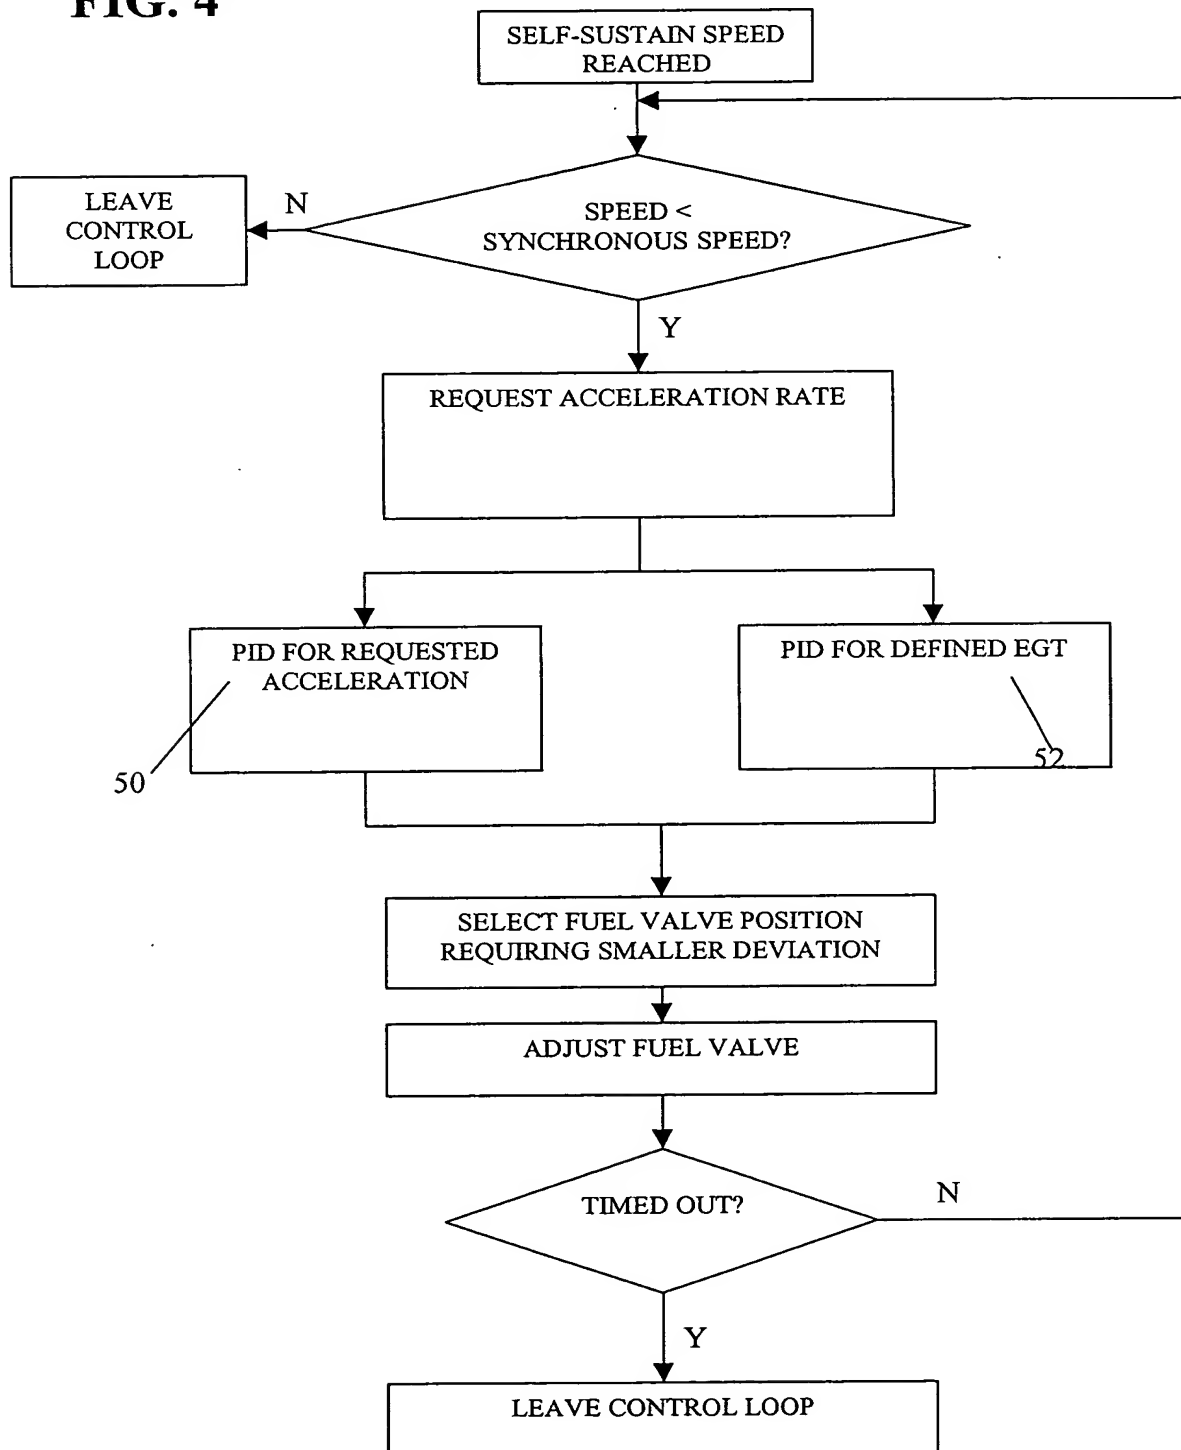 FIG. 4
SELF-SUSTAIN SPEED
REACHED
LEAVE
CONTROL
LOOP
N
SPEED <
SYNCHRONOUS SPEED?
Y
REQUEST ACCELERATION RATE
PID FOR REQUESTED
ACCELERATION
PID FOR DEFINED EGT
50
52
SELECT FUEL VALVE POSITION
REQUIRING SMALLER DEVIATION
ADJUST FUEL VALVE
TIMED OUT?
N
Y
LEAVE CONTROL LOOP